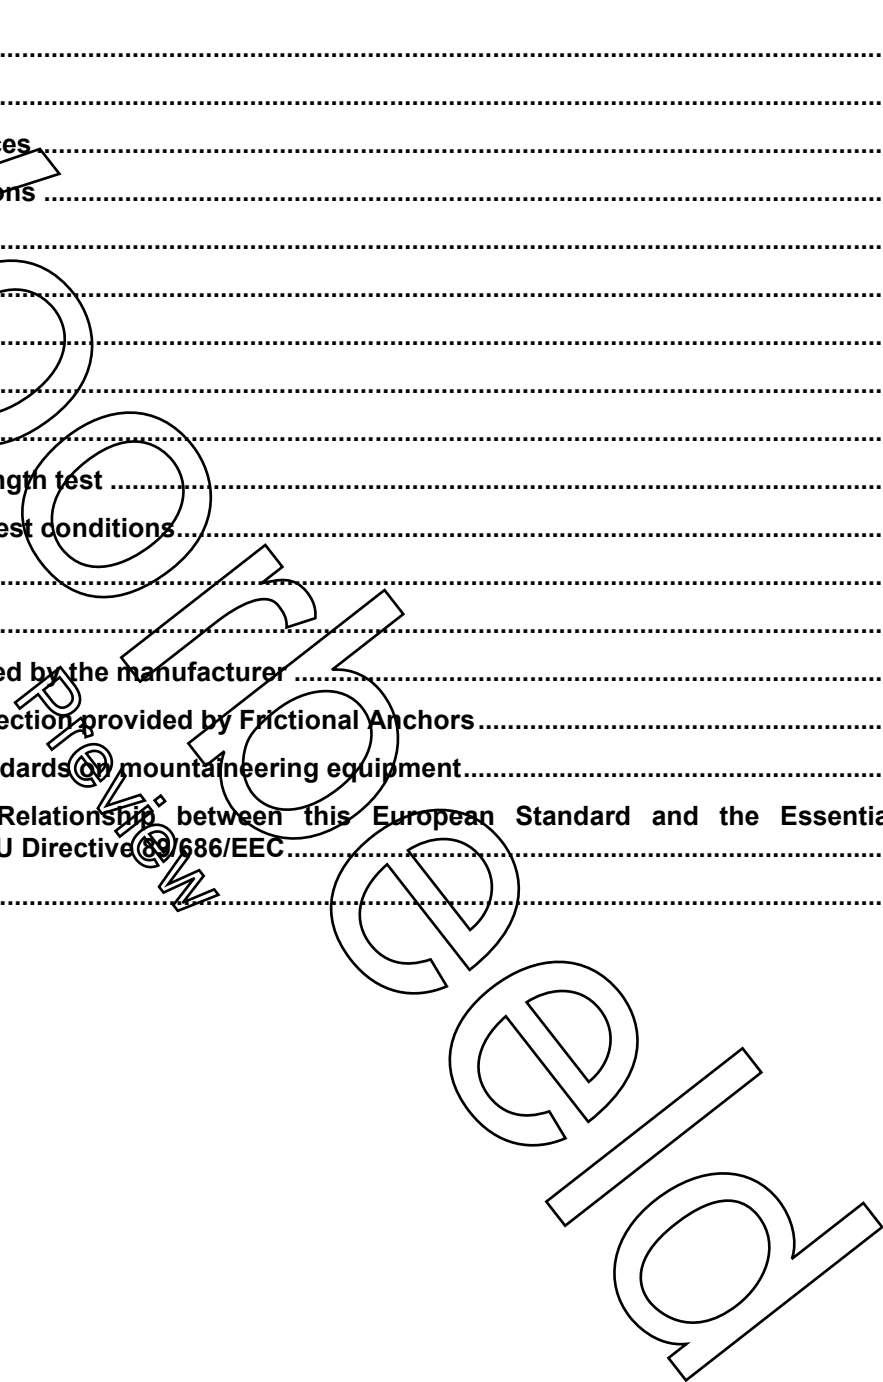 ces
ons
ngth test
est conditions
ed by the manufacturer
ection provided by Frictional Anchors
dards on mountaineering equipment
Relationship between this European Standard and the Essentia
U Directive 89/686/EEC
orbeeld
Preview